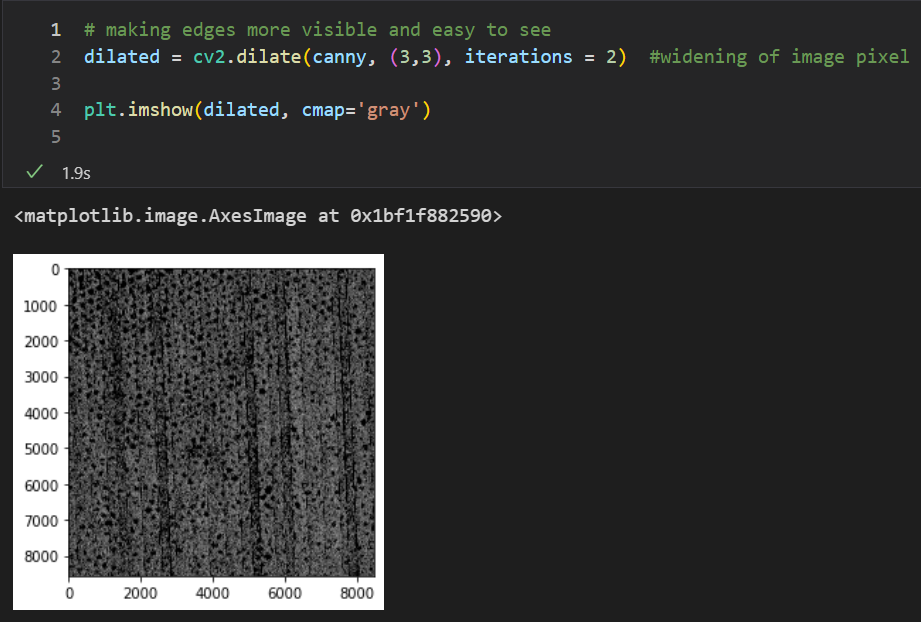 1 # making edges more visible and easy to see
2 dilated = cv2.dilate(canny, (3,3), iterations = 2)  #widening of image pixel
3
4 plt.imshow(dilated, cmap='gray')
5
1.9s
<matplotlib.image.AxesImage at 0x1bf1f882590>
0
1000
2000
3000
4000
5000
6000
7000
8000
0 2000 4000 6000 8000